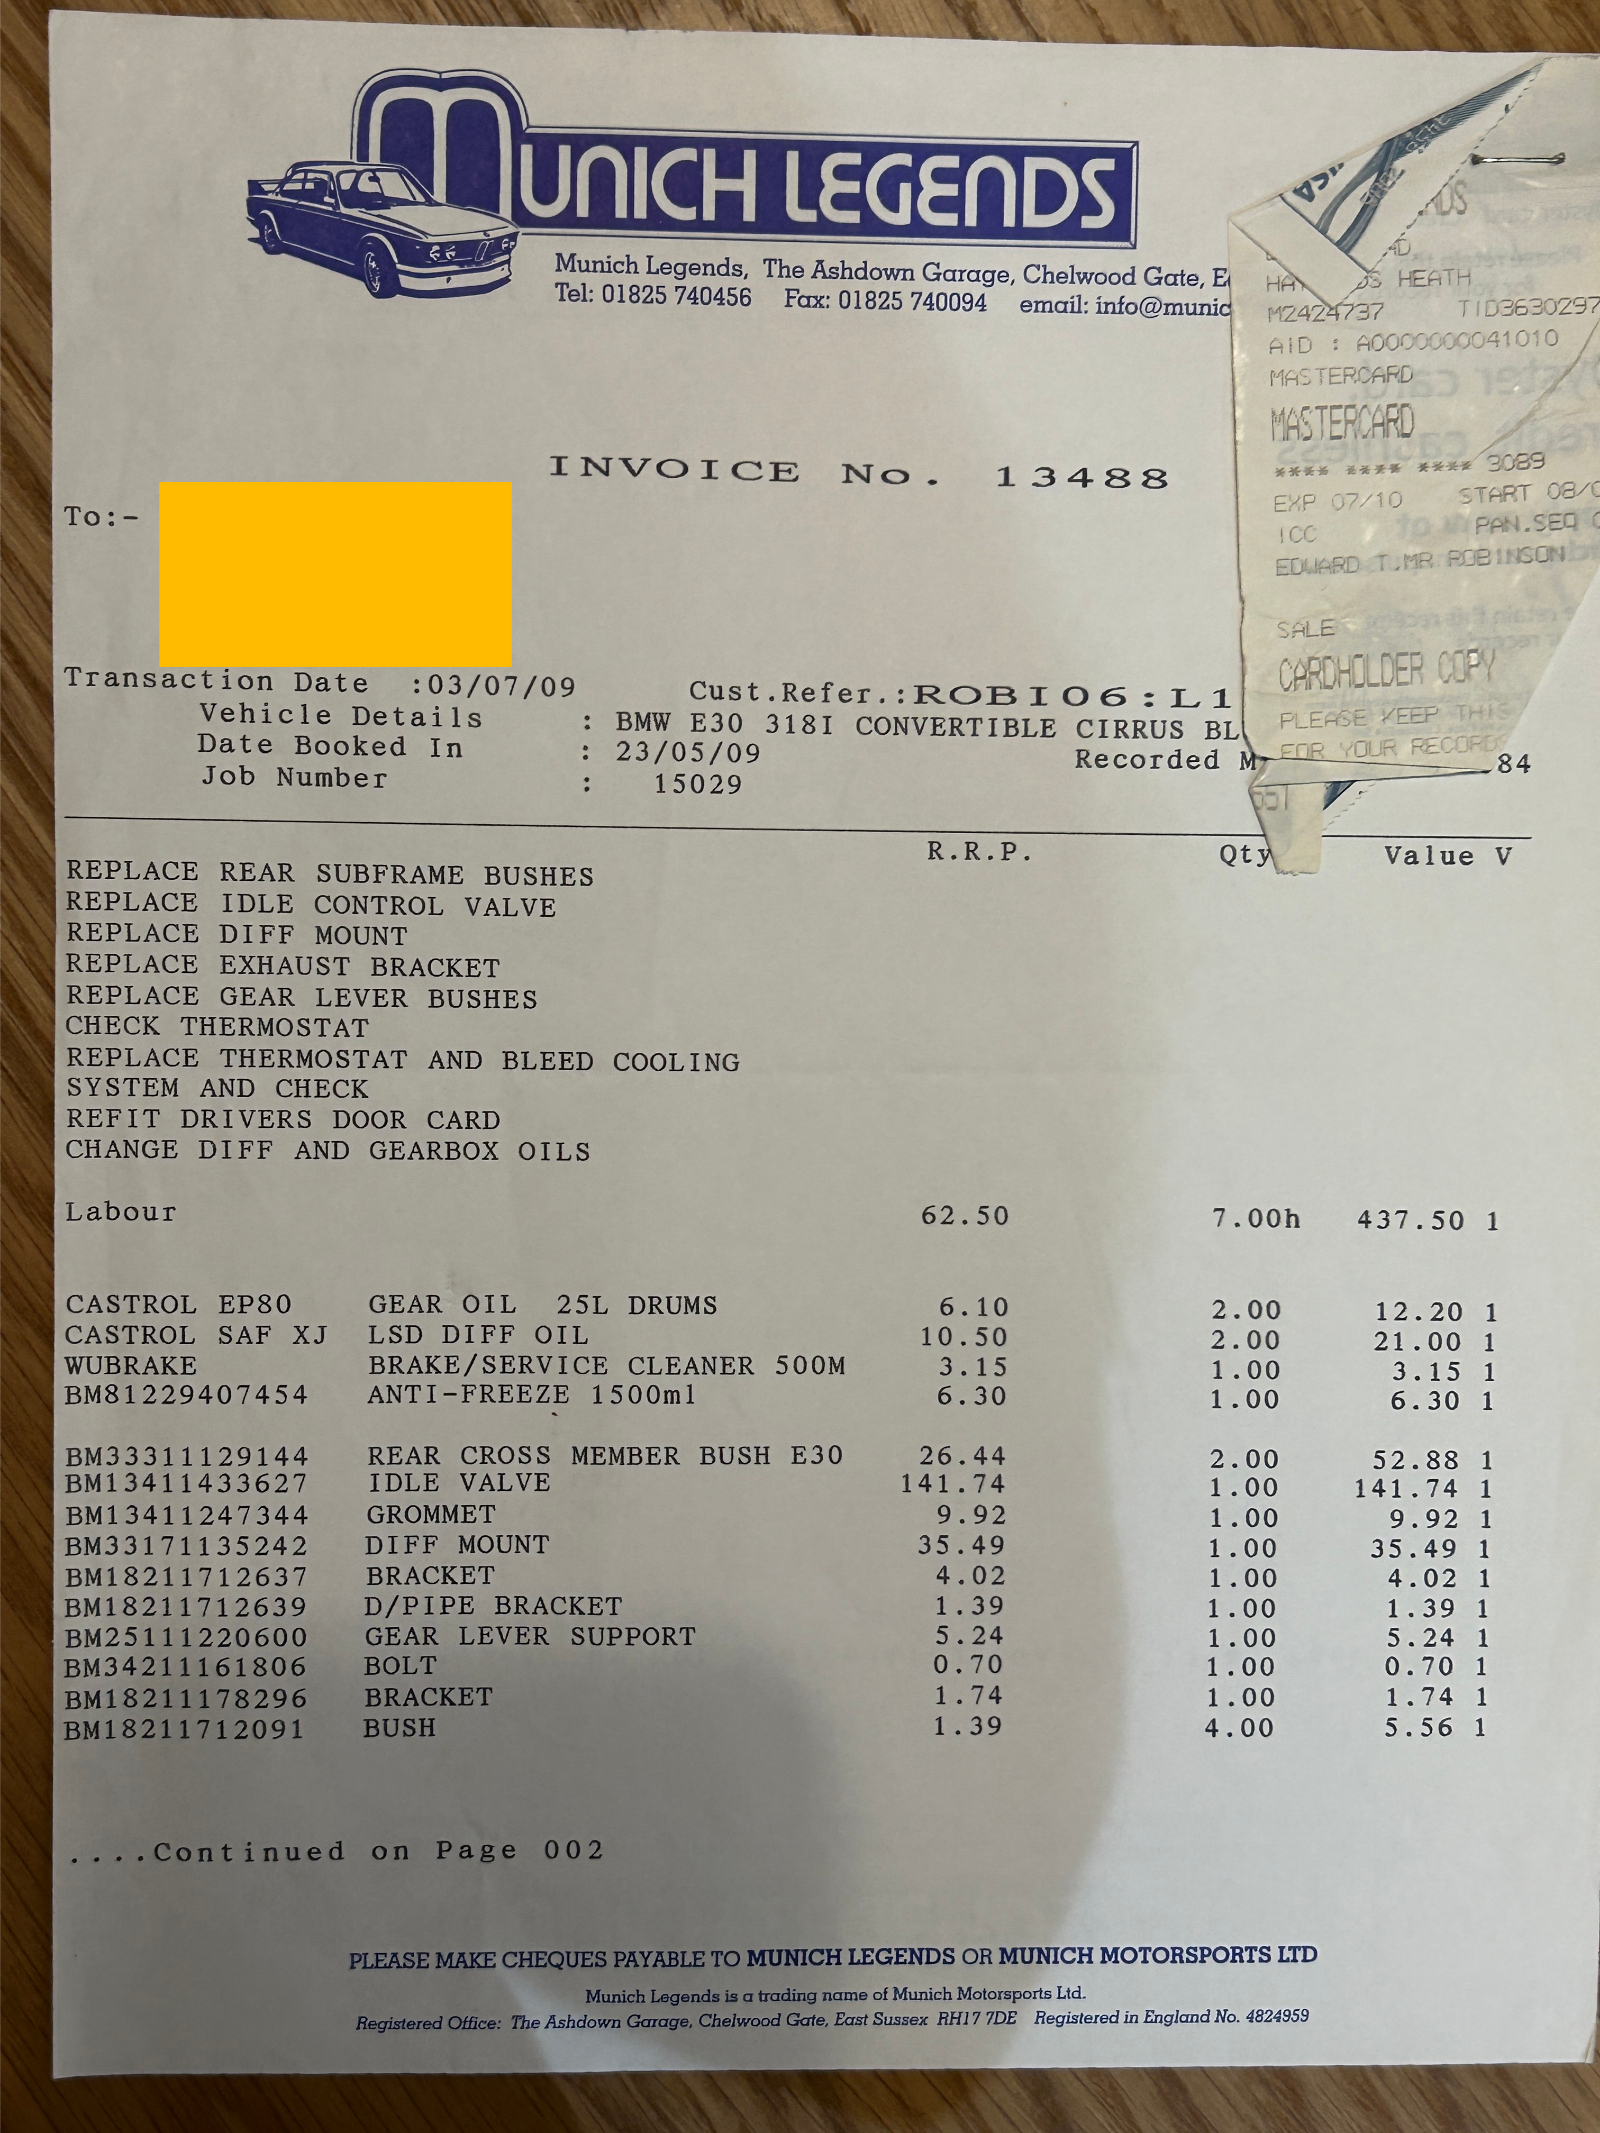 MUNICH LEGENDS
Munich Legends, The Ashdown Garage, Chelwood Gate,
Tel: 01825 740456 Fax: 01825 740094 email: info@munic
VISA
HEATH
M2424737 TID3630297
AID : A0000000041010
MASTERCARD
MASTERCARD
**** **** **** 3089
EXP 07/10 START 08/0
ICC PAN.SEQ
EDWARD T.MR ROBINSON
SALE
CARDHOLDER COPY
PLEASE KEEP THIS
FOR YOUR RECORDS
INVOICE No. 13488
To:-
Transaction Date :03/07/09 Cust.Refer.:ROBI06:L1
Vehicle Details : BMW E30 318I CONVERTIBLE CIRRUS BL
Date Booked In : 23/05/09 Recorded M 84
Job Number : 15029
R.R.P. Qty Value V
REPLACE REAR SUBFRAME BUSHES
REPLACE IDLE CONTROL VALVE
REPLACE DIFF MOUNT
REPLACE EXHAUST BRACKET
REPLACE GEAR LEVER BUSHES
CHECK THERMOSTAT
REPLACE THERMOSTAT AND BLEED COOLING
SYSTEM AND CHECK
REFIT DRIVERS DOOR CARD
CHANGE DIFF AND GEARBOX OILS
Labour 62.50 7.00h 437.50 1
CASTROL EP80 GEAR OIL 25L DRUMS 6.10 2.00 12.20 1
CASTROL SAF XJ LSD DIFF OIL 10.50 2.00 21.00 1
WUBRAKE BRAKE/SERVICE CLEANER 500M 3.15 1.00 3.15 1
BM81229407454 ANTI-FREEZE 1500ml 6.30 1.00 6.30 1
BM33311129144 REAR CROSS MEMBER BUSH E30 26.44 2.00 52.88 1
BM13411433627 IDLE VALVE 141.74 1.00 141.74 1
BM13411247344 GROMMET 9.92 1.00 9.92 1
BM33171135242 DIFF MOUNT 35.49 1.00 35.49 1
BM18211712637 BRACKET 4.02 1.00 4.02 1
BM18211712639 D/PIPE BRACKET 1.39 1.00 1.39 1
BM25111220600 GEAR LEVER SUPPORT 5.24 1.00 5.24 1
BM34211161806 BOLT 0.70 1.00 0.70 1
BM18211178296 BRACKET 1.74 1.00 1.74 1
BM18211712091 BUSH 1.39 4.00 5.56 1
....Continued on Page 002
PLEASE MAKE CHEQUES PAYABLE TO MUNICH LEGENDS OR MUNICH MOTORSPORTS LTD
Munich Legends is a trading name of Munich Motorsports Ltd.
Registered Office: The Ashdown Garage, Chelwood Gate, East Sussex RH17 7DE Registered in England No. 4824959